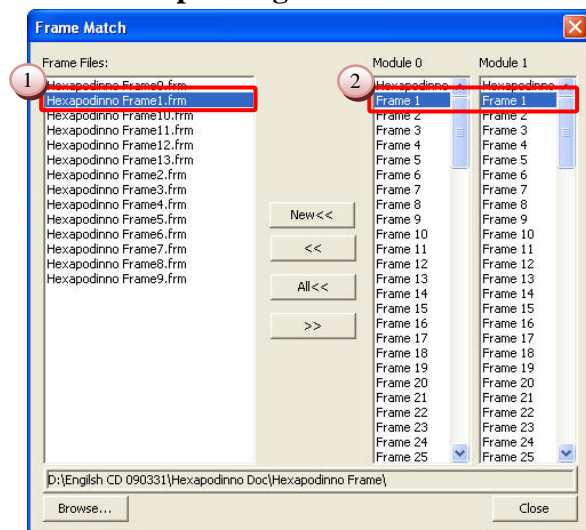 Frame Match
Frame Files:
Module 0
Module 1
1
2
Hexapodinno Frame0.frm
Hexapodinno Frame1.frm
Hexapodinno Frame10.frm
Hexapodinno Frame11.frm
Hexapodinno Frame12.frm
Hexapodinno Frame13.frm
Hexapodinno Frame2.frm
Hexapodinno Frame3.frm
Hexapodinno Frame4.frm
Hexapodinno Frame5.frm
Hexapodinno Frame6.frm
Hexapodinno Frame7.frm
Hexapodinno Frame8.frm
Hexapodinno Frame9.frm
New<<
<<
All<<
>>
Hexapodinno
Frame 1
Frame 2
Frame 3
Frame 4
Frame 5
Frame 6
Frame 7
Frame 8
Frame 9
Frame 10
Frame 11
Frame 12
Frame 13
Frame 14
Frame 15
Frame 16
Frame 17
Frame 18
Frame 19
Frame 20
Frame 21
Frame 22
Frame 23
Frame 24
Frame 25
Hexapodinno
Frame 1
Frame 2
Frame 3
Frame 4
Frame 5
Frame 6
Frame 7
Frame 8
Frame 9
Frame 10
Frame 11
Frame 12
Frame 13
Frame 14
Frame 15
Frame 16
Frame 17
Frame 18
Frame 19
Frame 20
Frame 21
Frame 22
Frame 23
Frame 24
Frame 25
D:\Engilsh CD 090331\Hexapodinno Doc\Hexapodinno Frame\
Browse...
Close